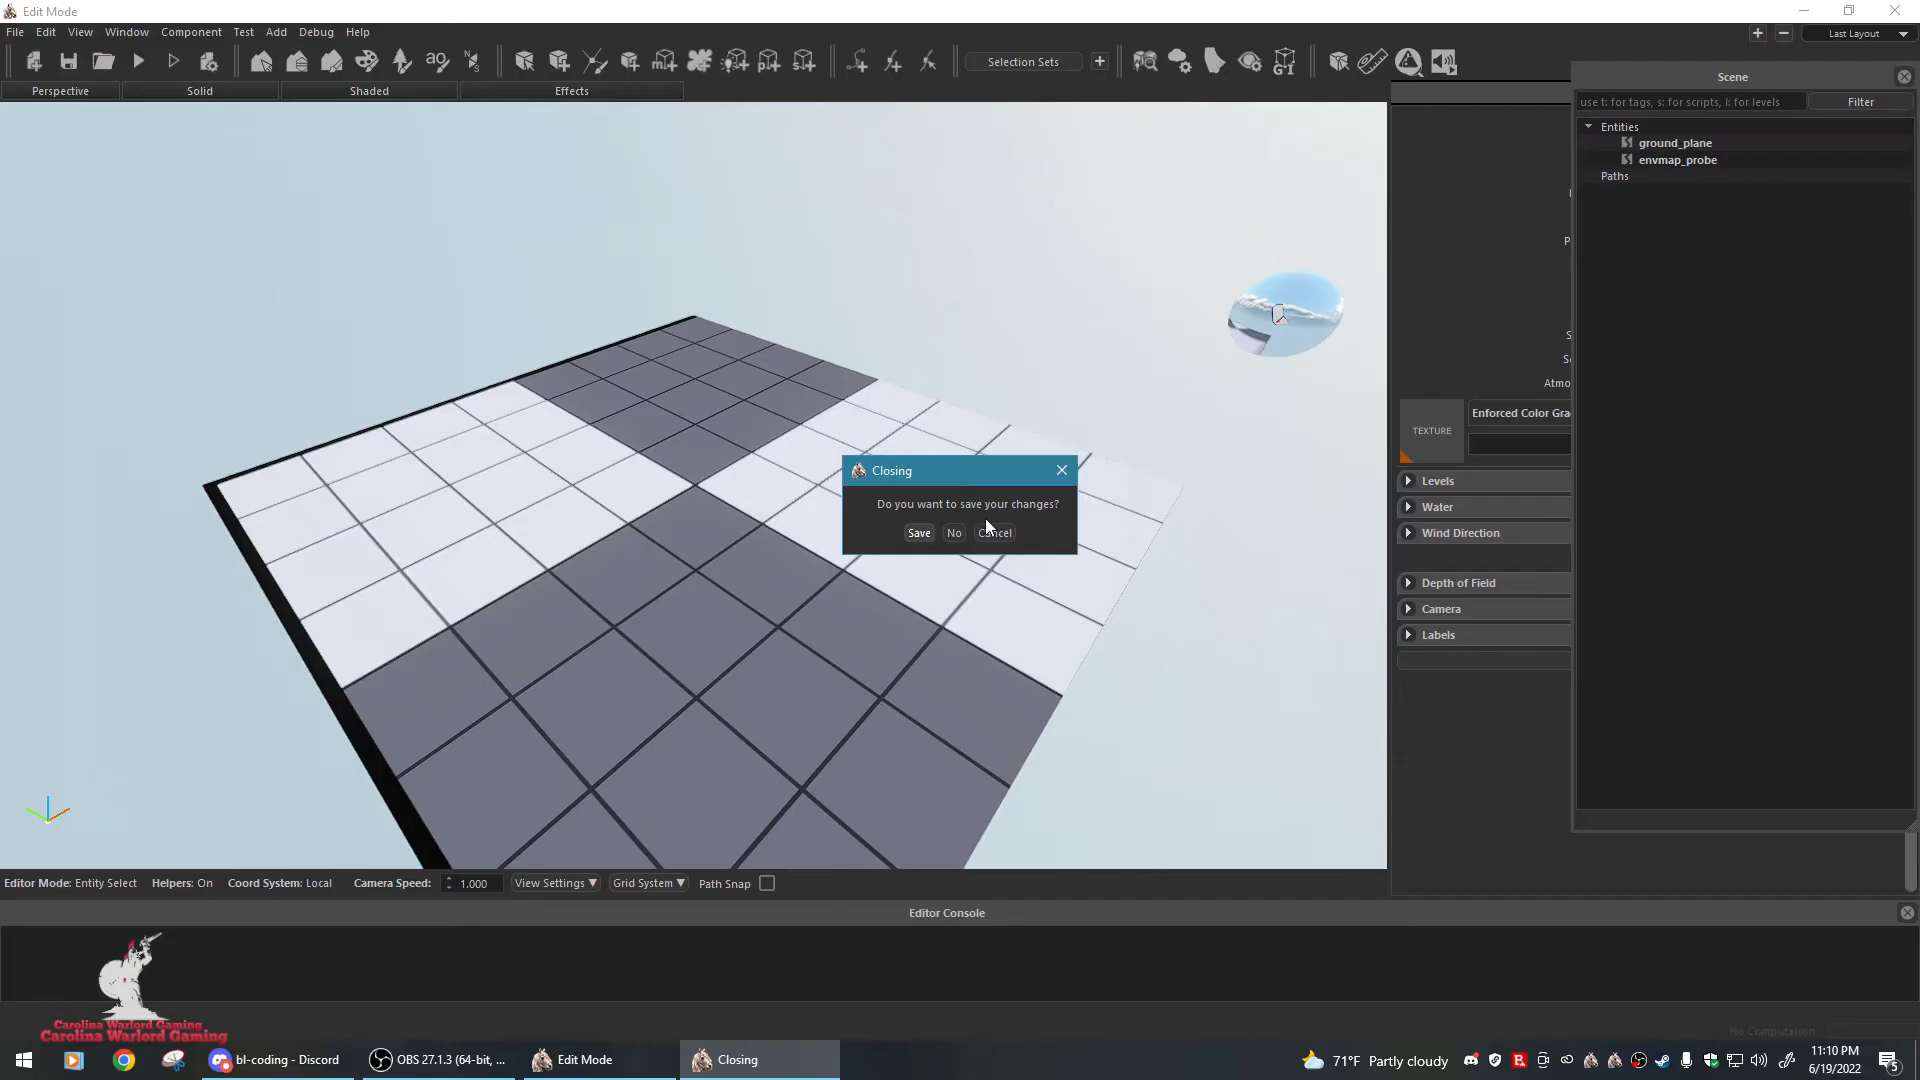 Edit Mode
File Edit View Window Component Test Add Debug Help
Last Layout
Selection Sets
GI
Perspective
Solid
Shaded
Effects
Scene
use t: for tags, s: for scripts, l: for levels
Filter
Entities
ground_plane
envmap_probe
Paths
P
S
So
Atmo
TEXTURE
Enforced Color Gra
Levels
Water
Wind Direction
Depth of Field
Camera
Labels
Closing
Do you want to save your changes?
Save
No
Cancel
Editor Mode: Entity Select
Helpers: On
Coord System: Local
Camera Speed:
1.000
View Settings
Grid System
Path Snap
Editor Console
Carolina Warlord Gaming
Carolina Warlord Gaming
No Computation
bl-coding - Discord
OBS 27.1.3 (64-bit, ...
Edit Mode
Closing
71°F Partly cloudy
11:10 PM
6/19/2022
5